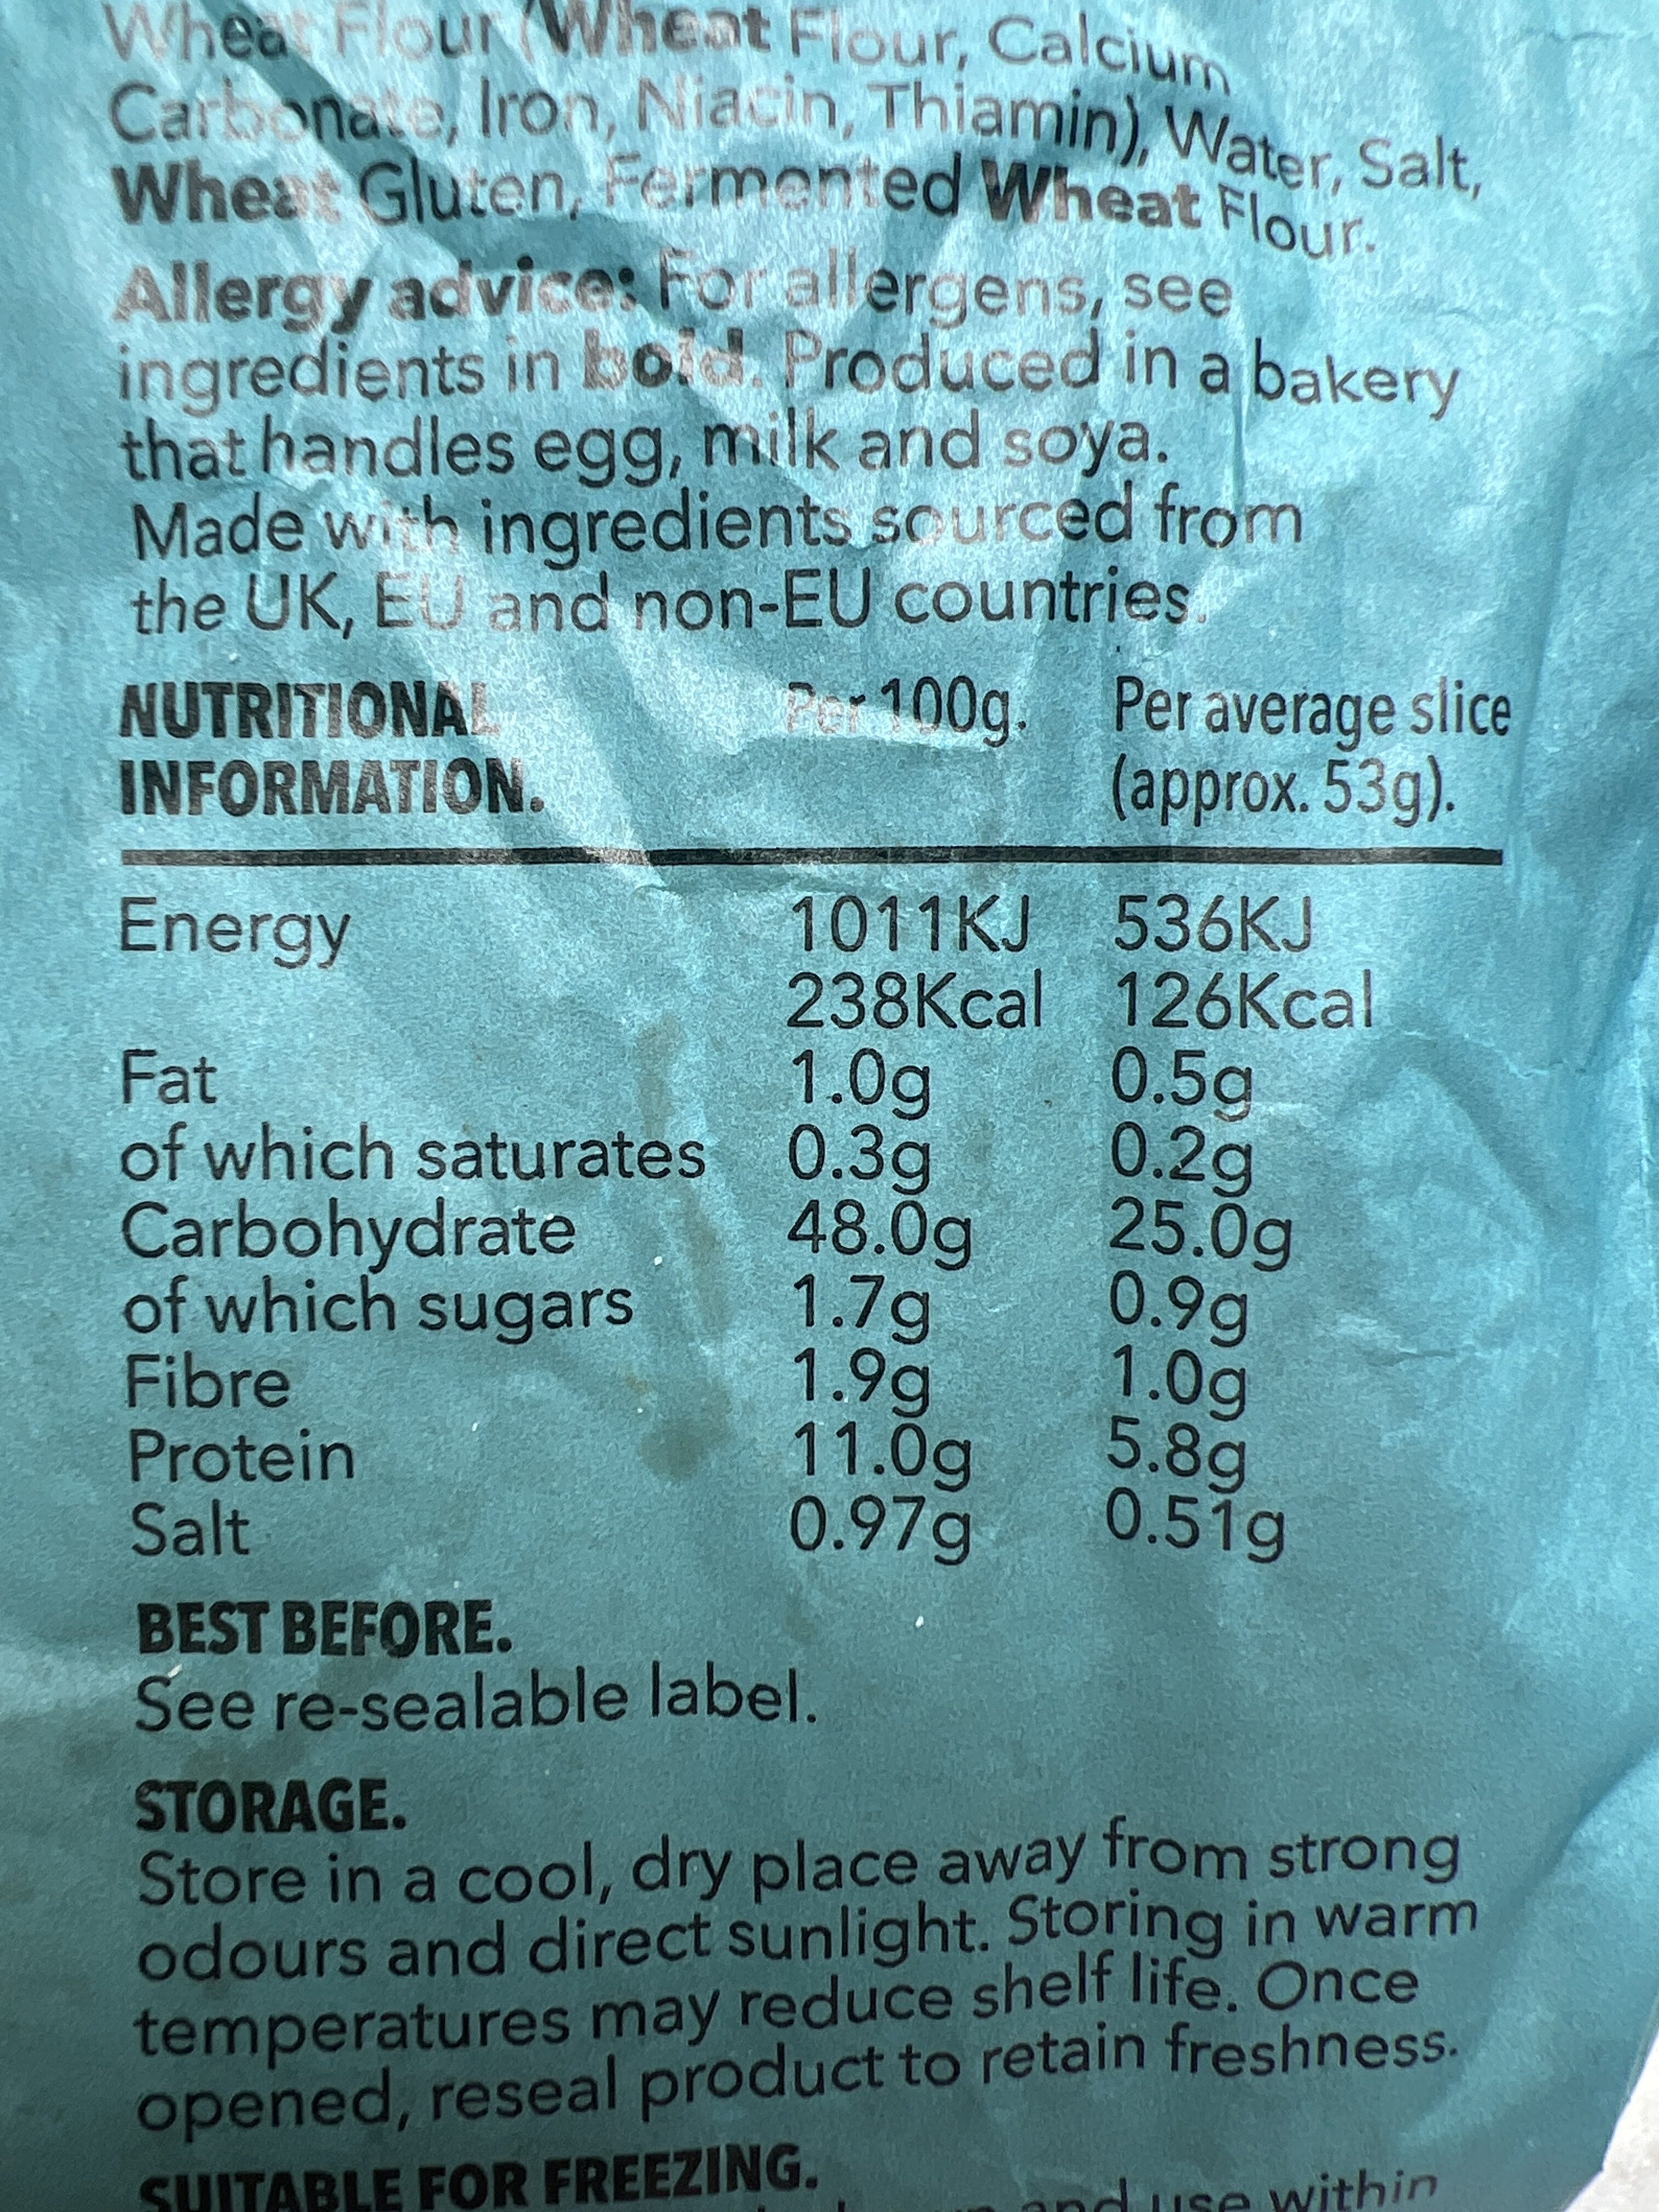 Wheat Flour (Wheat Flour, Calcium
Carbonate, Iron, Niacin, Thiamin), Water, Salt,
Wheat Gluten, Fermented Wheat Flour.
Allergy advice: For allergens, see
ingredients in bold. Produced in a bakery
that handles egg, milk and soya.
Made with ingredients sourced from
the UK, EU and non-EU countries.
NUTRITIONAL Per 100g. Per average slice
INFORMATION. (approx. 53g).
Energy 1011KJ 536KJ
238Kcal 126Kcal
Fat 1.0g 0.5g
of which saturates 0.3g 0.2g
Carbohydrate 48.0g 25.0g
of which sugars 1.7g 0.9g
Fibre 1.9g 1.0g
Protein 11.0g 5.8g
Salt 0.97g 0.51g
BEST BEFORE.
See re-sealable label.
STORAGE.
Store in a cool, dry place away from strong
odours and direct sunlight. Storing in warm
temperatures may reduce shelf life. Once
opened, reseal product to retain freshness.
SUITABLE FOR FREEZING.
and use within